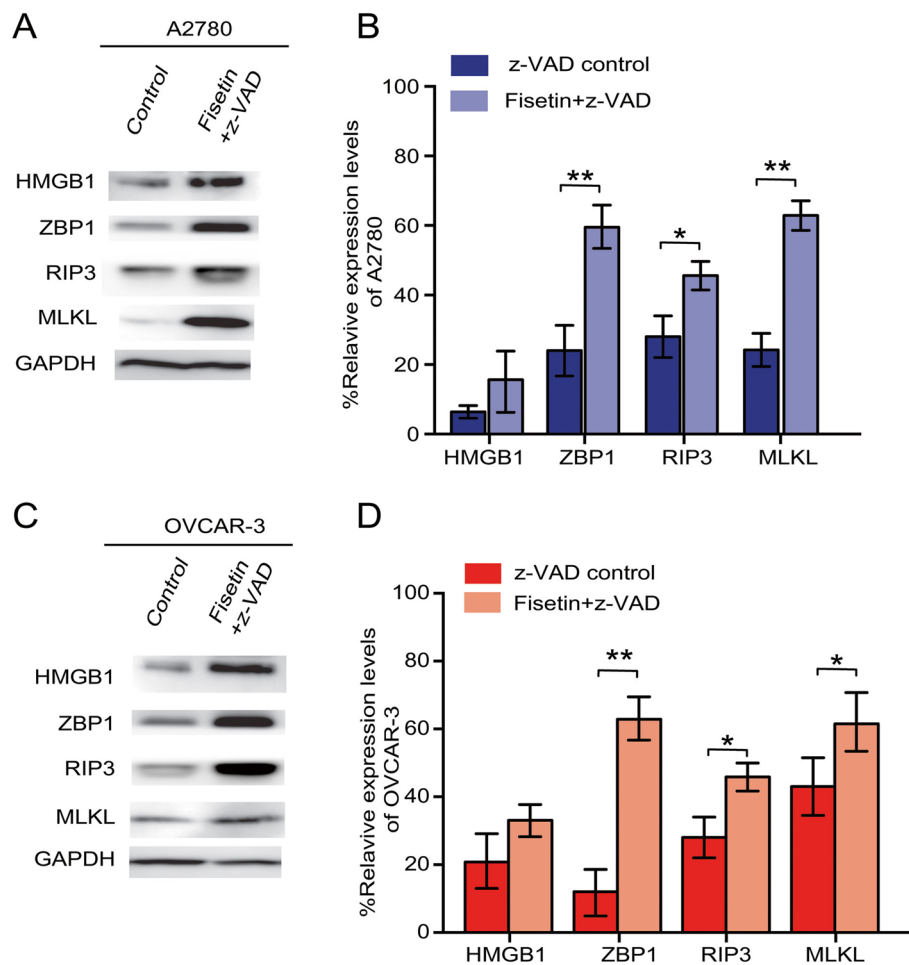 A
A2780
Control
Fisetin
+z-VAD
HMGB1
ZBP1
RIP3
MLKL
GAPDH
B
z-VAD control
Fisetin+z-VAD
%Relavive expression levels
of A2780
100
80
60
40
20
0
**
*
**
HMGB1 ZBP1 RIP3 MLKL
C
OVCAR-3
Control
Fisetin
+z-VAD
HMGB1
ZBP1
RIP3
MLKL
GAPDH
D
z-VAD control
Fisetin+z-VAD
%Relavive expression levels
of OVCAR-3
100
80
60
40
20
0
**
*
*
HMGB1 ZBP1 RIP3 MLKL